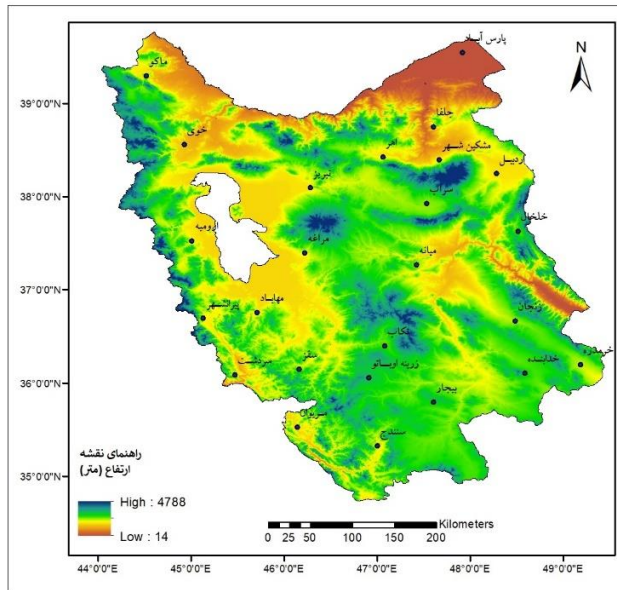 پارس آباد
N
ماکو
39°0'0"N
جلفا
خوی
اهر
مشکین شهر
اردبیل
تبریز
38°0'0"N
سراب
خلخال
ارومیه
مراغه
میانه
37°0'0"N
مهاباد
پیرانشهر
زنجان
تکاب
خرمدره
سقز
خدابنده
سردشت
زرینه اوباتو
36°0'0"N
بیجار
مریوان
سنندج
راهنمای نقشه
ارتفاع (متر)
35°0'0"N
High : 4788
Low : 14
Kilometers
0 25 50 100 150 200
44°0'0"E 45°0'0"E 46°0'0"E 47°0'0"E 48°0'0"E 49°0'0"E